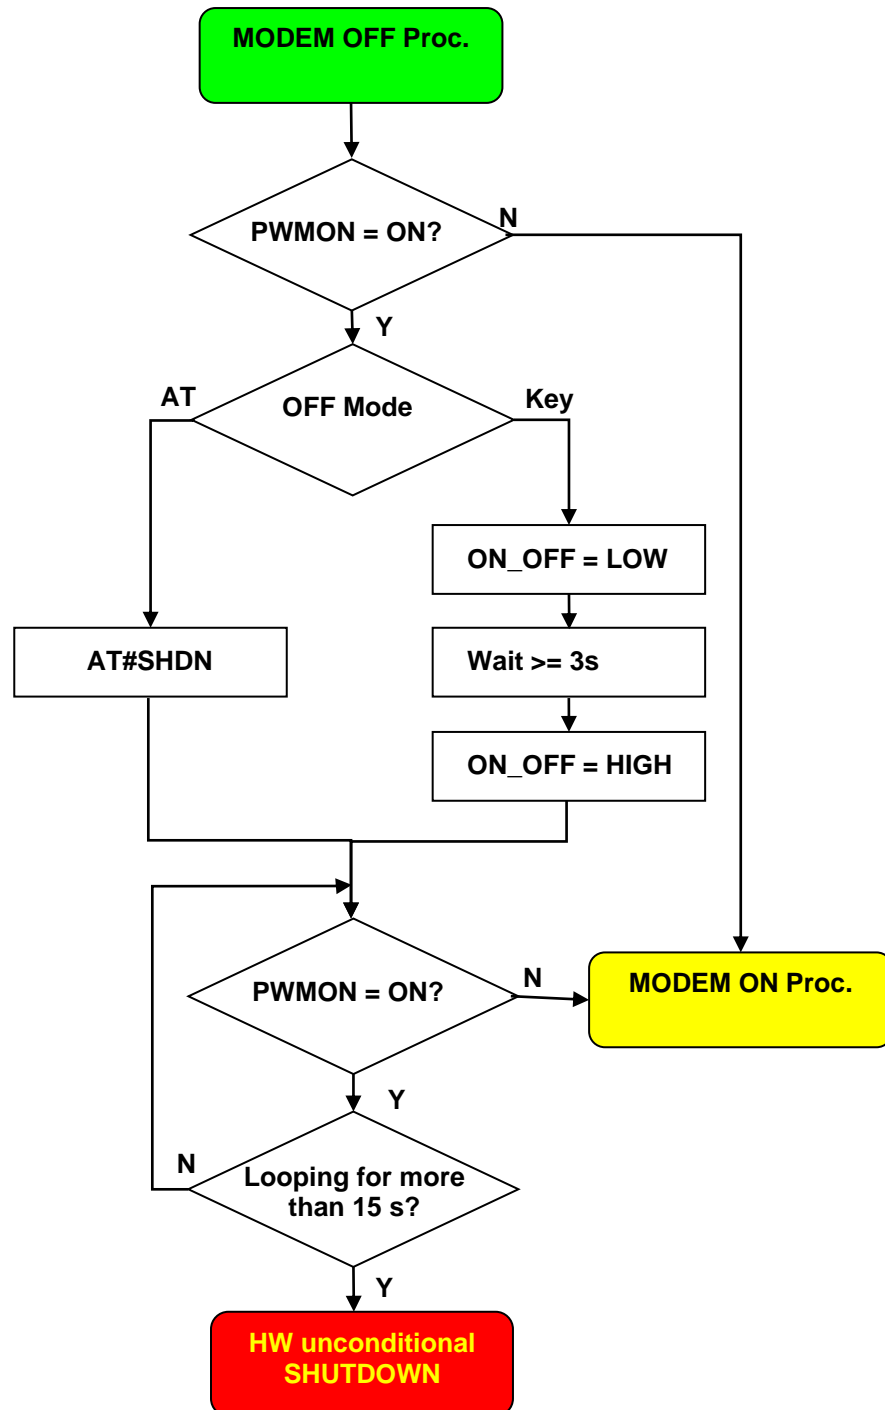 MODEM OFF Proc.
N
PWMON = ON?
Y
AT
OFF Mode
Key
ON_OFF = LOW
AT#SHDN
Wait >= 3s
ON_OFF = HIGH
PWMON = ON?
N
MODEM ON Proc.
Y
N
Looping for more
than 15 s?
Y
HW unconditional
SHUTDOWN